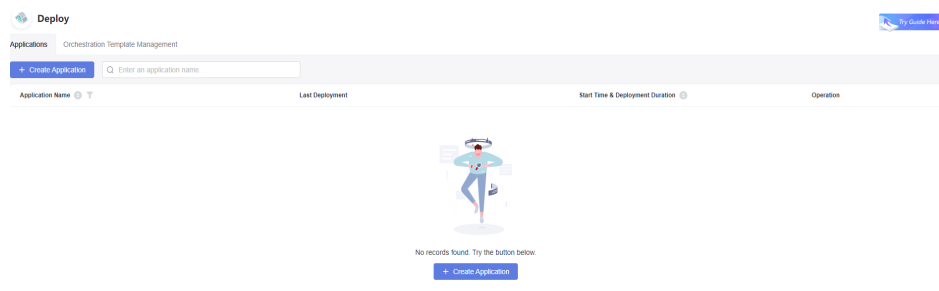 Deploy
Try Guide Here
Applications Orchestration Template Management
+ Create Application Enter an application name
Application Name Last Deployment Start Time & Deployment Duration Operation
No records found. Try the button below.
+ Create Application